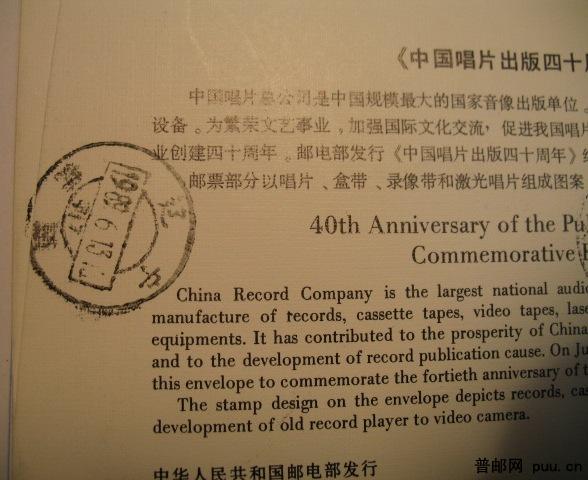 《中国唱片出版四十周
中国唱片总公司是中国规模最大的国家音像出版单位。
设备。为繁荣文艺事业,加强国际文化交流,促进我国唱片
业创建四十周年。邮电部发行《中国唱片出版四十周年》纪
邮票部分以唱片、盒带、录像带和激光唱片组成图案
40th Anniversary of the Pu
Commemorative
China Record Company is the largest national audio
manufacture of records, cassette tapes, video tapes, lase
equipments. It has contributed to the prosperity of China
and to the development of record publication cause. On Ju
this envelope to commemorate the fortieth anniversary of t
The stamp design on the envelope depicts records, cas
development of old record player to video camera.
中华人民共和国邮电部发行
普邮网 puu.cn